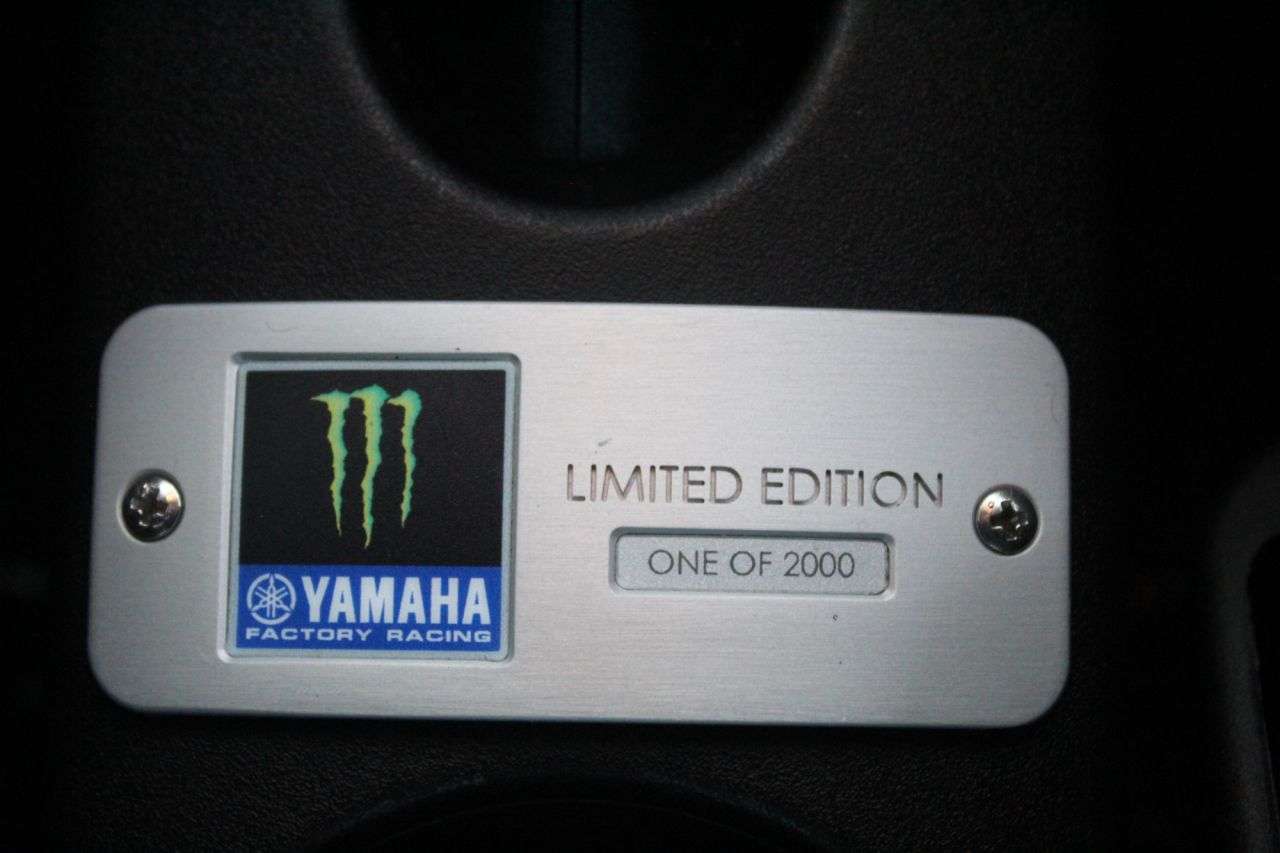 YAMAHA
FACTORY RACING
LIMITED EDITION
ONE OF 2000